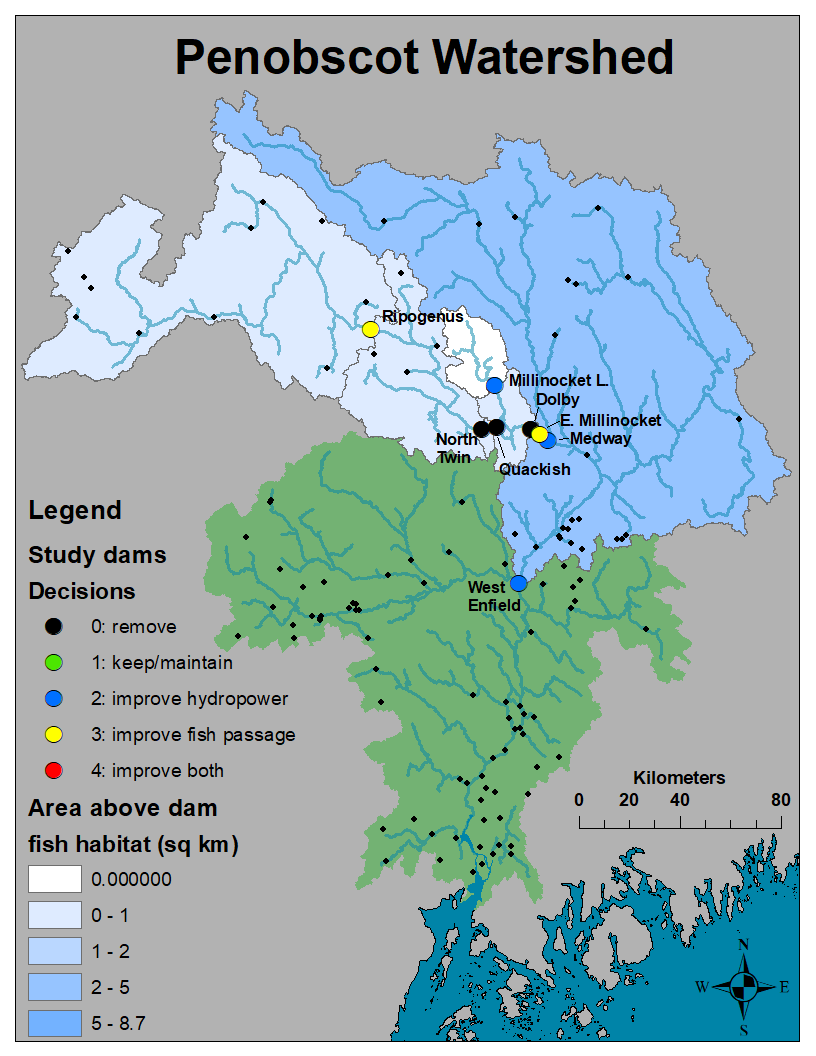 Penobscot Watershed
Ripogenus
Millinocket L.
Dolby
E. Millinocket
Medway
North
Twin
Quackish
West
Enfield
Legend
Study dams
Decisions
0: remove
1: keep/maintain
2: improve hydropower
3: improve fish passage
4: improve both
Area above dam
fish habitat (sq km)
0.000000
0 - 1
1 - 2
2 - 5
5 - 8.7
Kilometers
0 20 40 80
N
W E
S